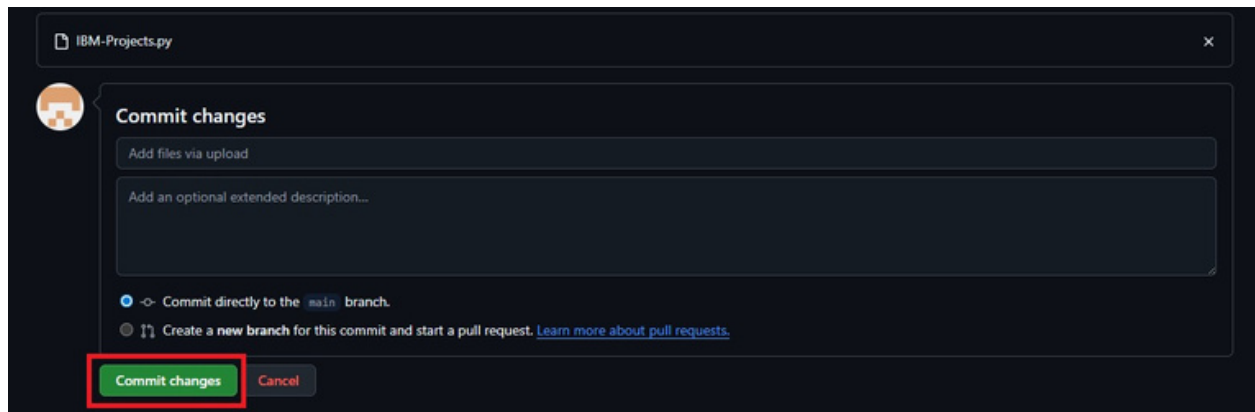 IBM-Projects.py
Commit changes
Add files via upload
Add an optional extended description...
Commit directly to the main branch.
Create a new branch for this commit and start a pull request. Learn more about pull requests.
Commit changes Cancel